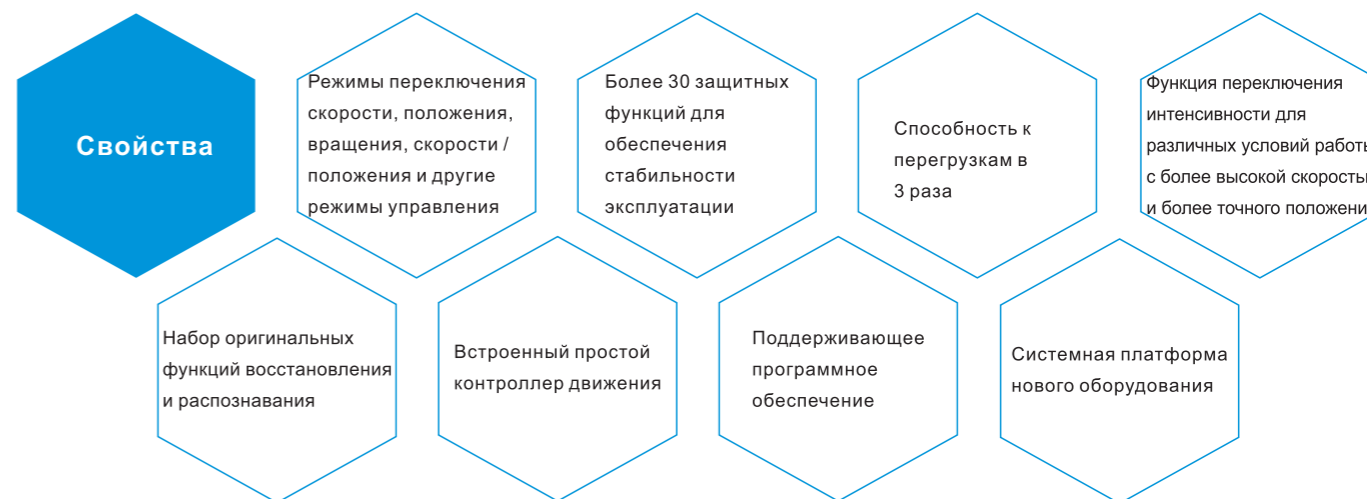 Свойства
Режимы переключения
скорости, положения,
вращения, скорости /
положения и другие
режимы управления
Более 30 защитных
функций для
обеспечения
стабильности
эксплуатации
Способность к
перегрузкам в
3 раза
Функция переключения
интенсивности для
различных условий работы
с более высокой скорость
и более точного положени
Набор оригинальных
функций восстановления
и распознавания
Встроенный простой
контроллер движения
Поддерживающее
программное
обеспечение
Системная платформа
нового оборудования